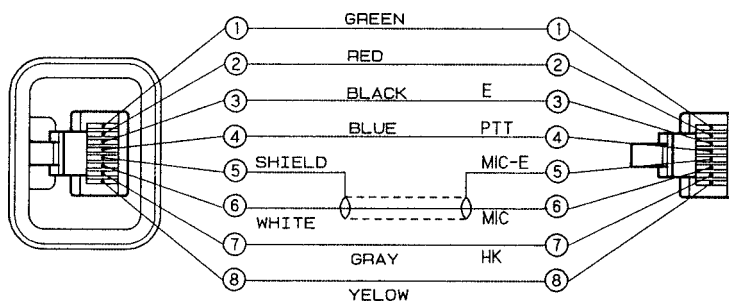 ① GREEN ①
② RED ②
③ BLACK E ③
④ BLUE PTT ④
⑤ SHIELD MIC-E ⑤
⑥ WHITE MIC ⑥
⑦ GRAY HK ⑦
⑧ YELOW ⑧